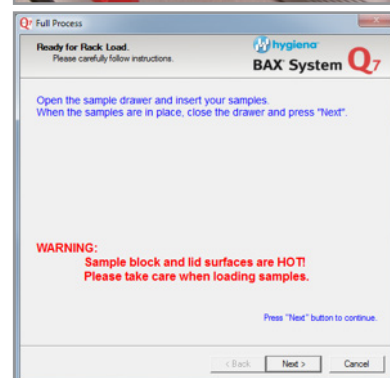 Full Process
Ready for Rack Load.
Please carefully follow instructions.
hygiena
BAX System Q7
Open the sample drawer and insert your samples.
When the samples are in place, close the drawer and press "Next".
WARNING:
Sample block and lid surfaces are HOT!
Please take care when loading samples.
Press "Next" button to continue.
< Back
Next >
Cancel